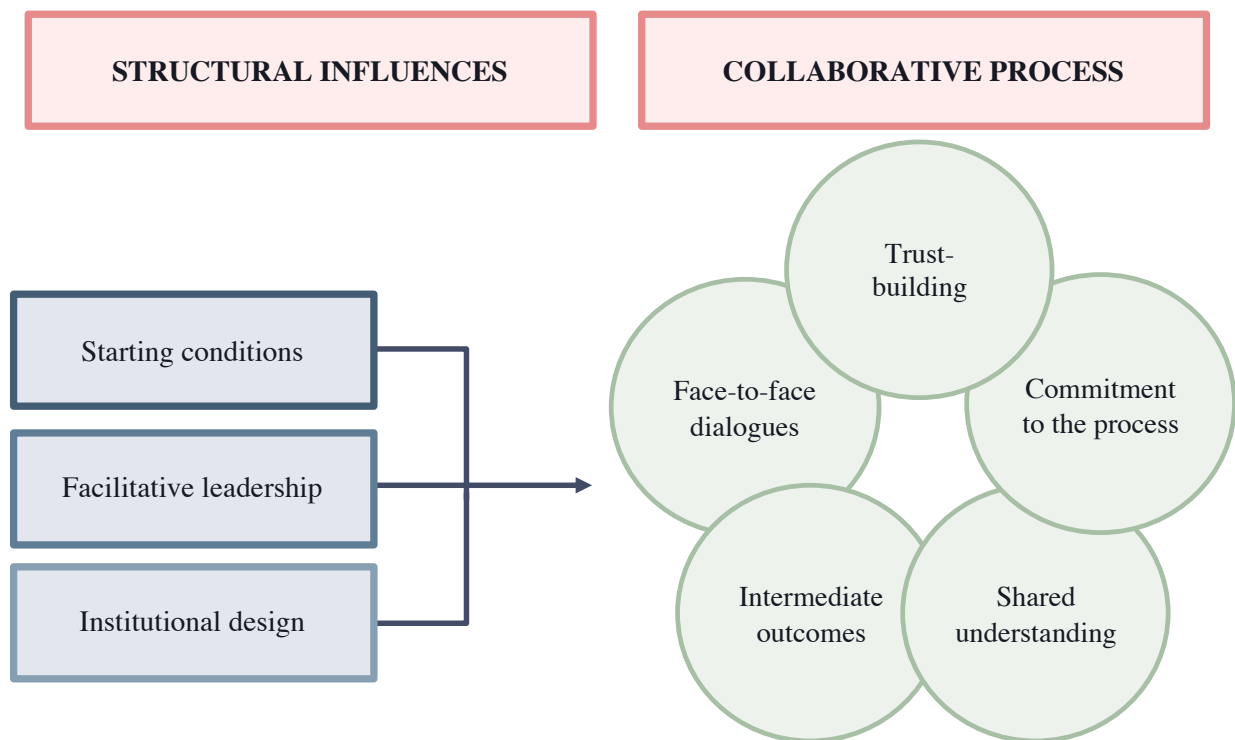 STRUCTURAL INFLUENCES
COLLABORATIVE PROCESS
Starting conditions
Facilitative leadership
Institutional design
Trust-
building
Face-to-face
dialogues
Commitment
to the process
Intermediate
outcomes
Shared
understanding